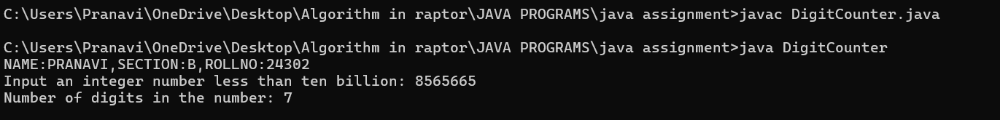 C:\Users\Pranavi\OneDrive\Desktop\Algorithm in raptor\JAVA PROGRAMS\java assignment>javac DigitCounter.java
C:\Users\Pranavi\OneDrive\Desktop\Algorithm in raptor\JAVA PROGRAMS\java assignment>java DigitCounter
NAME:PRANAVI,SECTION:B,ROLLNO:24302
Input an integer number less than ten billion: 8565665
Number of digits in the number: 7